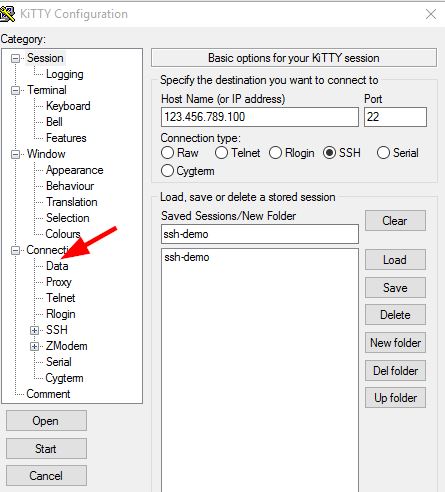 KiTTY Configuration
Category:
Session
Logging
Terminal
Keyboard
Bell
Features
Window
Appearance
Behaviour
Translation
Selection
Colours
Data
Proxy
Telnet
Rlogin
SSH
ZModem
Serial
Cygterm
Comment
Open
Start
Cancel
Basic options for your KiTTY session
Specify the destination you want to connect to
Host Name (or IP address) Port
123.456.789.100 22
Connection type:
Raw Telnet Rlogin SSH Serial
Cygterm
Load, save or delete a stored session
Saved Sessions/New Folder
ssh-demo
ssh-demo
Clear
Load
Save
Delete
New folder
Del folder
Up folder